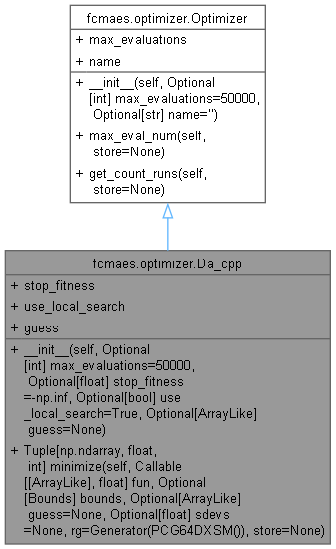 fcmaes.optimizer.Optimizer
+ max_evaluations
+ name
+ __init__(self, Optional
[int] max_evaluations=50000,
Optional[str] name='')
+ max_eval_num(self,
store=None)
+ get_count_runs(self,
store=None)
fcmaes.optimizer.Da_cpp
+ stop_fitness
+ use_local_search
+ guess
+ __init__(self, Optional
[int] max_evaluations=50000,
Optional[float] stop_fitness
=-np.inf, Optional[bool] use
_local_search=True, Optional[ArrayLike]
guess=None)
+ Tuple[np.ndarray, float,
int] minimize(self, Callable
[[ArrayLike], float] fun, Optional
[Bounds] bounds, Optional[ArrayLike]
guess=None, Optional[float] sdevs
=None, rg=Generator(PCG64DXSM()), store=None)